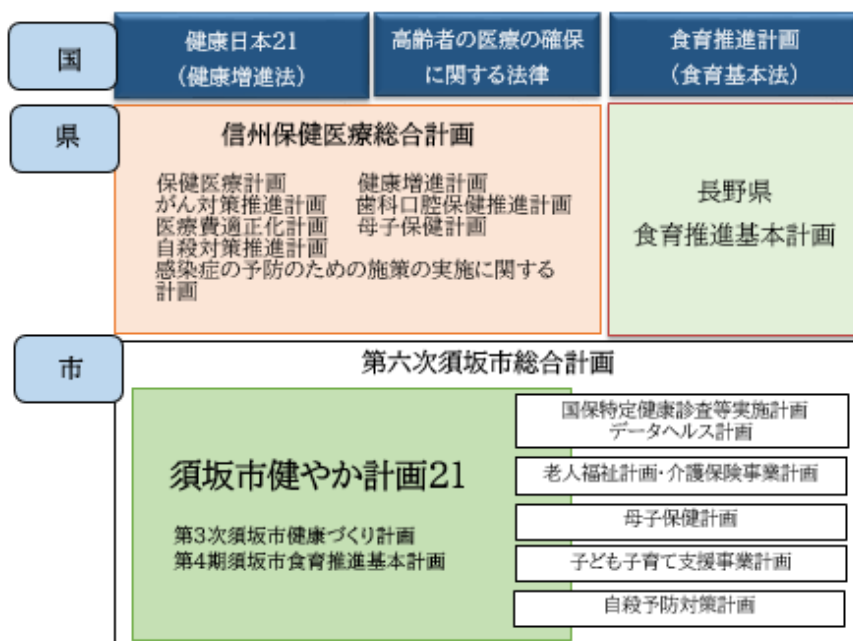 国
健康日本21
(健康増進法)
高齢者の医療の確保
に関する法律
食育推進計画
(食育基本法)
県
信州保健医療総合計画
保健医療計画
健康増進計画
がん対策推進計画
歯科口腔保健推進計画
医療費適正化計画
母子保健計画
自殺対策推進計画
感染症の予防のための施策の実施に関する
計画
長野県
食育推進基本計画
市
第六次須坂市総合計画
須坂市健やか計画21
第3次須坂市健康づくり計画
第4期須坂市食育推進基本計画
国保特定健康診査等実施計画
データヘルス計画
老人福祉計画・介護保険事業計画
母子保健計画
子ども子育て支援事業計画
自殺予防対策計画